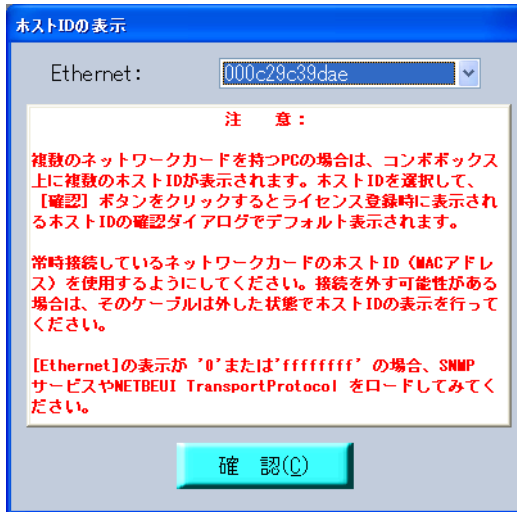 ホストIDの表示
Ethernet: 000c29c39dae
注　意：
複数のネットワークカードを持つPCの場合は、コンボボックス
上に複数のホストIDが表示されます。ホストIDを選択して、
［確認］ボタンをクリックするとライセンス登録時に表示され
るホストIDの確認ダイアログでデフォルト表示されます。
常時接続しているネットワークカードのホストID（MACアドレ
ス）を使用するようにしてください。接続を外す可能性がある
場合は、そのケーブルは外した状態でホストIDの表示を行って
ください。
[Ethernet]の表示が '0'または'ffffffff' の場合、SNMP
サービスやNETBEUI TransportProtocol をロードしてみてく
ださい。
確　認(C)